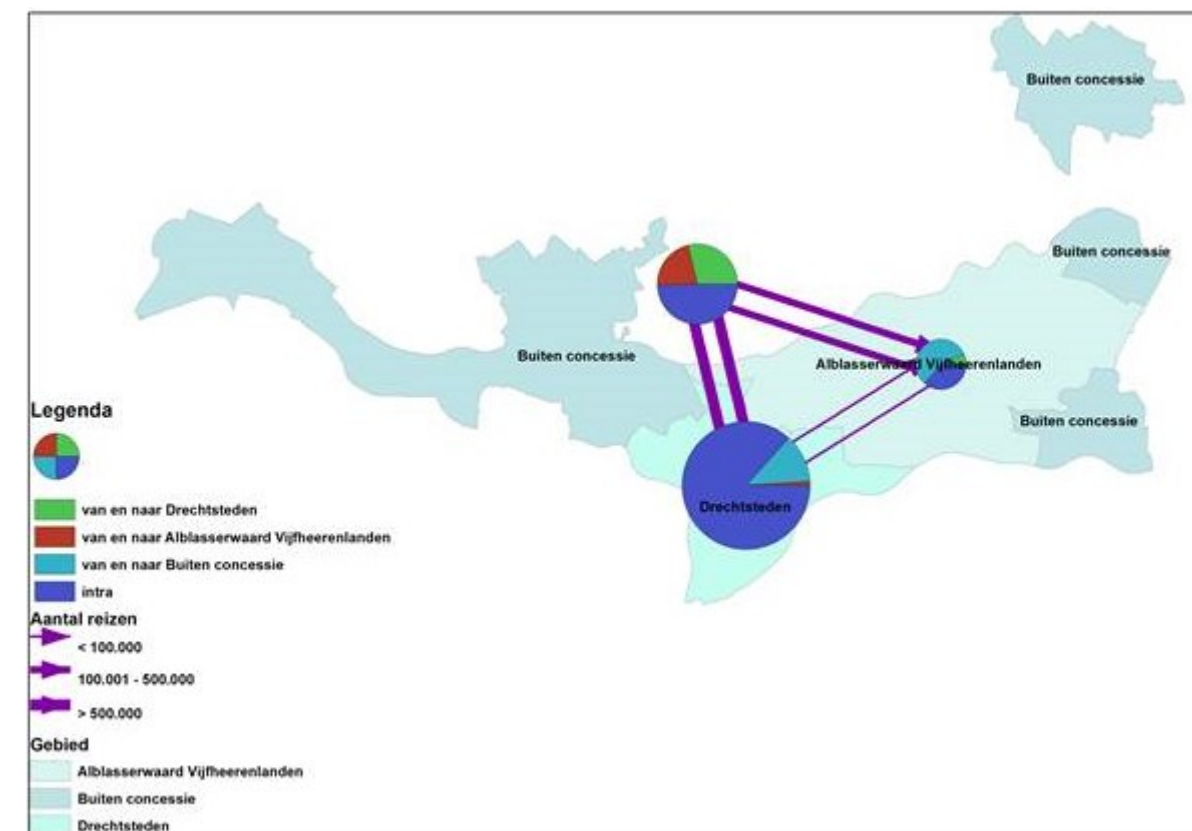 Buiten concessie
Buiten concessie
Buiten concessie
Alblasserwaard Vijfheerenlanden
Buiten concessie
Drechtsteden
Legenda
van en naar Drechtsteden
van en naar Alblasserwaard Vijfheerenlanden
van en naar Buiten concessie
intra
Aantal reizen
< 100.000
100.001 - 500.000
> 500.000
Gebied
Alblasserwaard Vijfheerenlanden
Buiten concessie
Drechtsteden